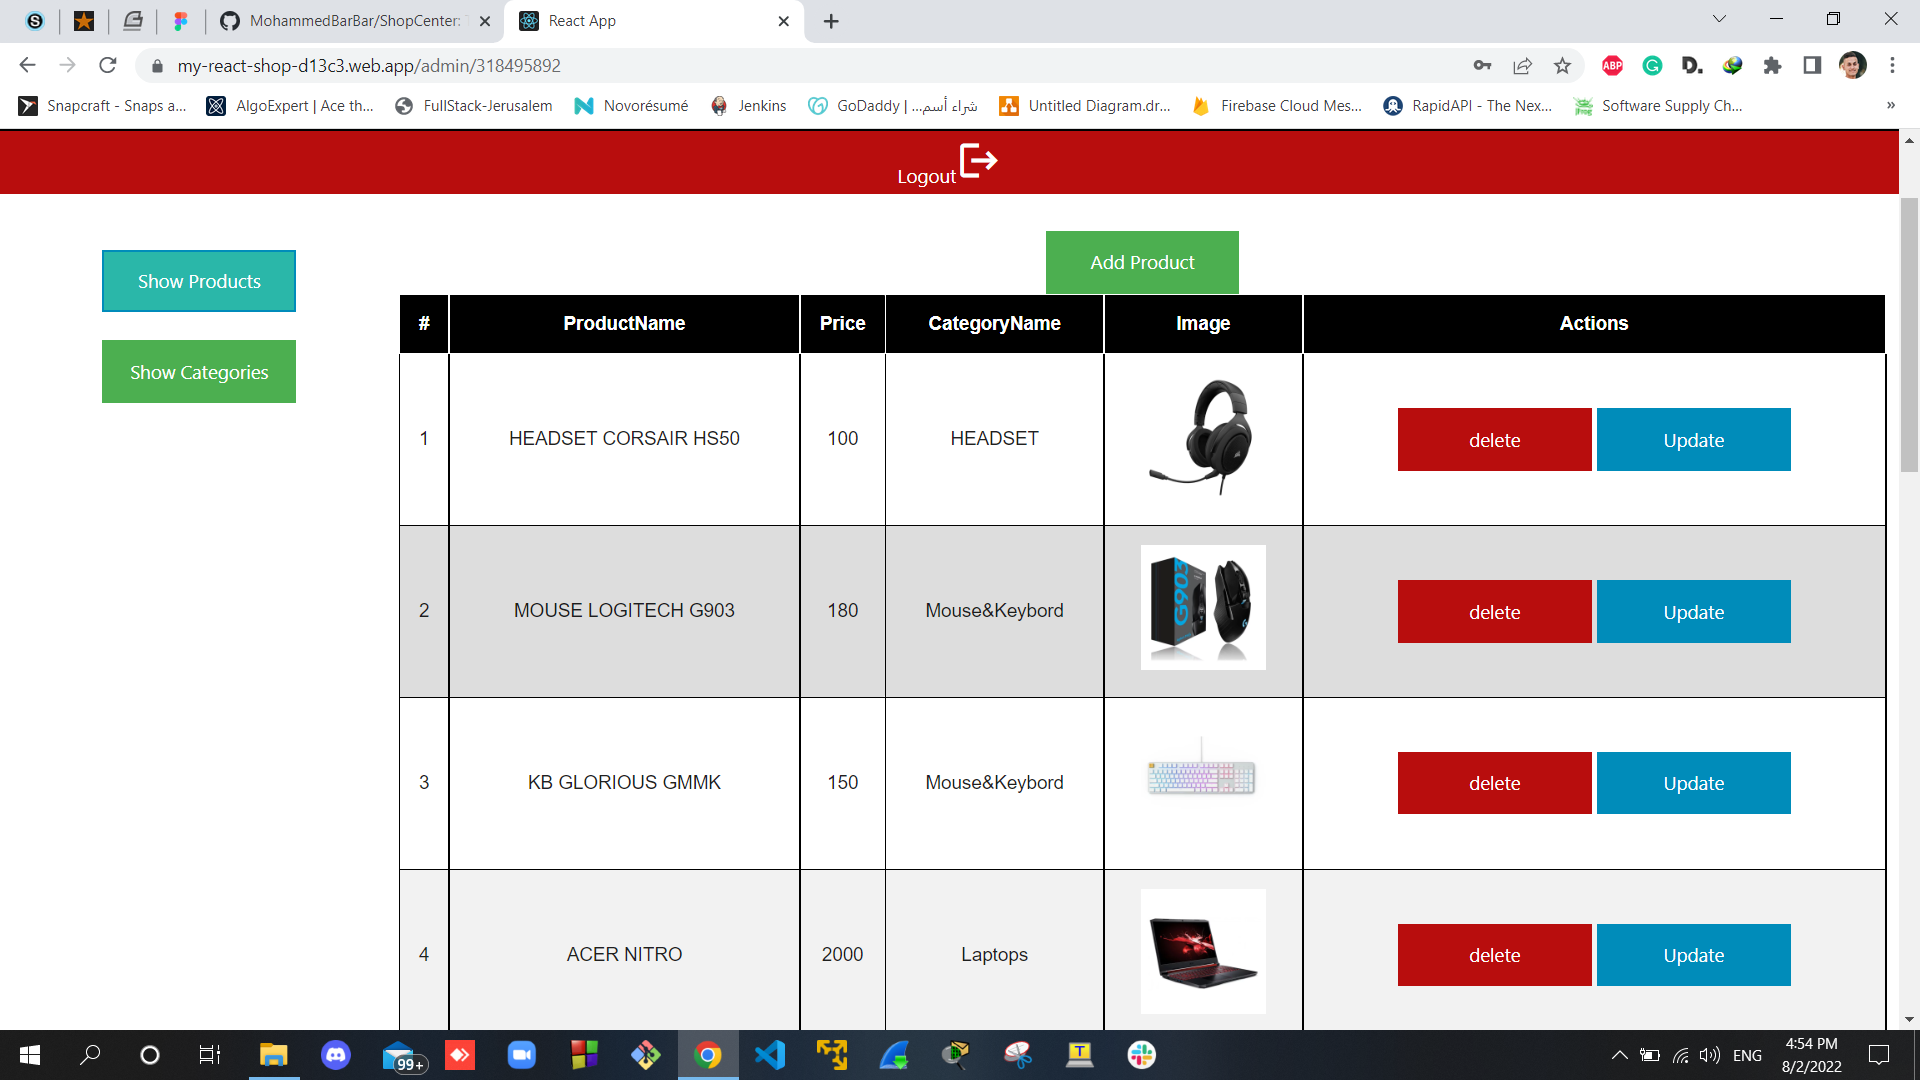 MohammedBarBar/ShopCenter:
React App
my-react-shop-d13c3.web.app/admin/318495892
ABP
Snapcraft - Snaps a...
AlgoExpert | Ace th...
FullStack-Jerusalem
Novorésumé
Jenkins
GoDaddy | ...شراء أسم
Untitled Diagram.dr...
Firebase Cloud Mes...
RapidAPI - The Nex...
Software Supply Ch...
»
Logout
Show Products
Show Categories
Add Product
# ProductName Price CategoryName Image Actions
1 HEADSET CORSAIR HS50 100 HEADSET delete Update
2 MOUSE LOGITECH G903 180 Mouse&Keybord G903 delete Update
3 KB GLORIOUS GMMK 150 Mouse&Keybord delete Update
4 ACER NITRO 2000 Laptops delete Update
99+
ENG
4:54 PM
8/2/2022